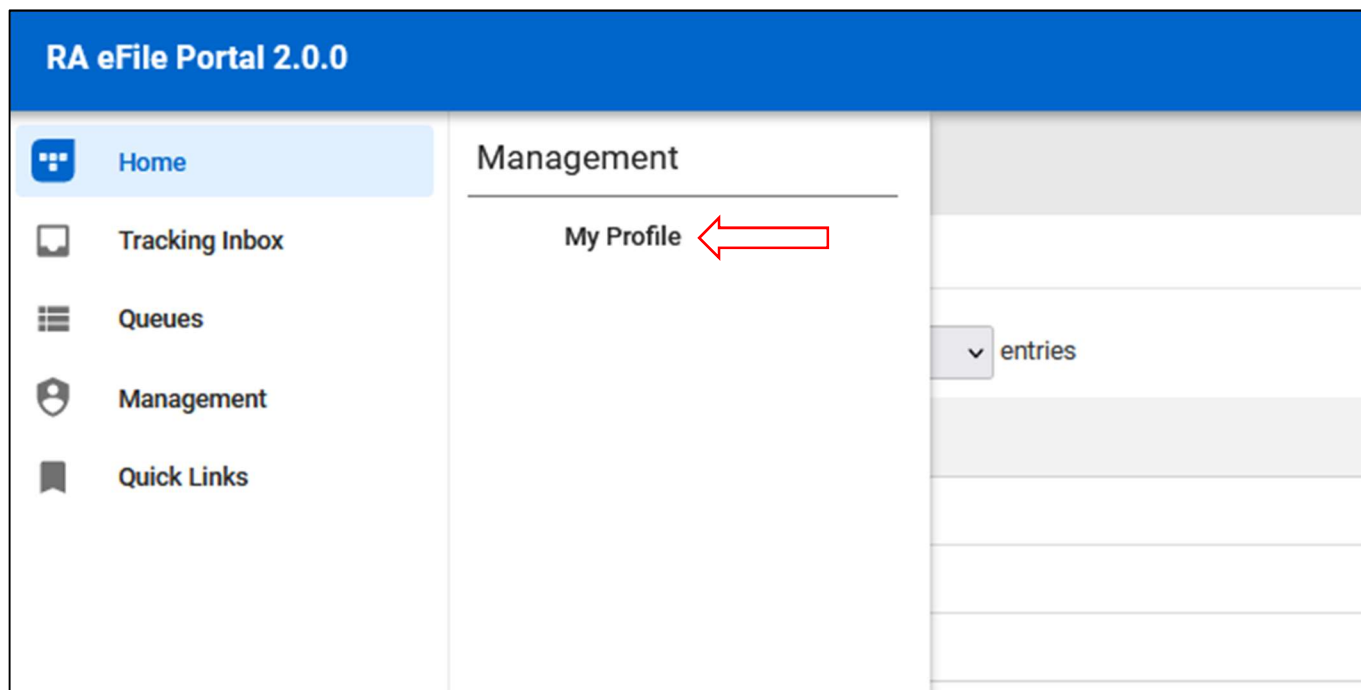 RA eFile Portal 2.0.0
Home
Tracking Inbox
Queues
Management
Quick Links
Management
My Profile
entries